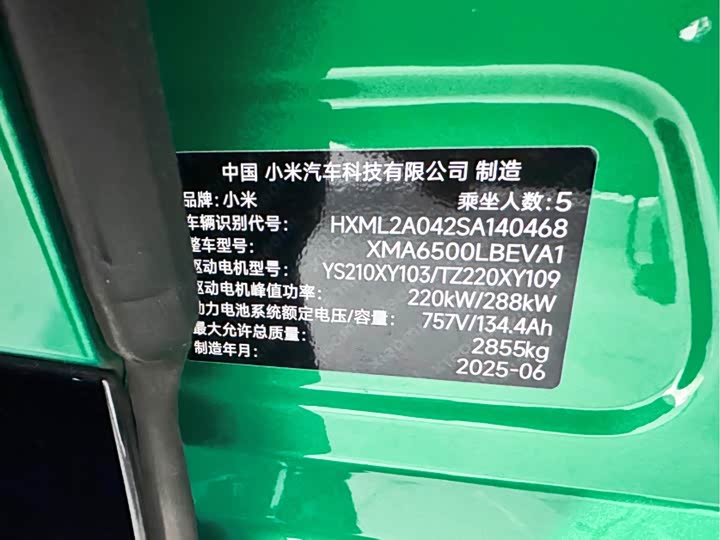 中国 小米汽车科技有限公司 制造
品牌: 小米 乘坐人数: 5
车辆识别代号: HXML2A042SA140468
整车型号: XMA6500LBEVA1
驱动电机型号: YS210XY103/TZ220XY109
驱动电机峰值功率: 220kW/288kW
动力电池系统额定电压/容量: 757V/134.4Ah
最大允许总质量: 2855kg
制造年月: 2025-06